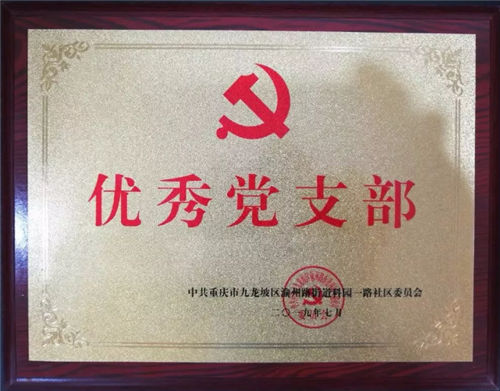 优秀党支部
中共重庆市九龙坡区渝州路街道科园一路社区委员会
二〇一九年七月